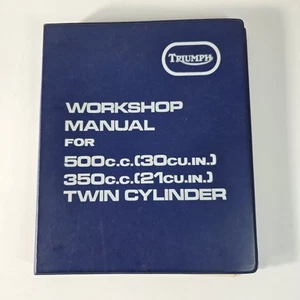 TRIUMPH
WORKSHOP
MANUAL
FOR
500c.c.(30cu.in.)
350c.c.(21cu.in.)
TWIN CYLINDER